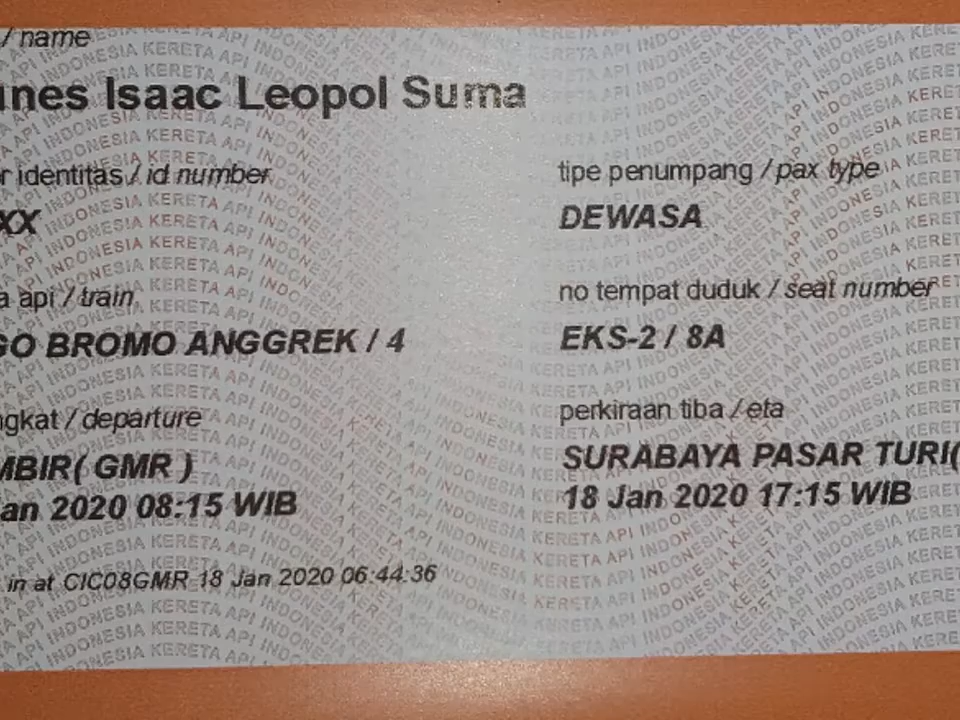 / name
nes Isaac Leopol Suma
r identitas / id number
XX
tipe penumpang / pax type
DEWASA
a api / train
GO BROMO ANGGREK / 4
no tempat duduk / seat number
EKS-2 / 8A
ngkat / departure
MBIR( GMR )
an 2020 08:15 WIB
perkiraan tiba / eta
SURABAYA PASAR TURI(
18 Jan 2020 17:15 WIB
in at CIC08GMR 18 Jan 2020 06:44:36
KERETA API INDONESIA